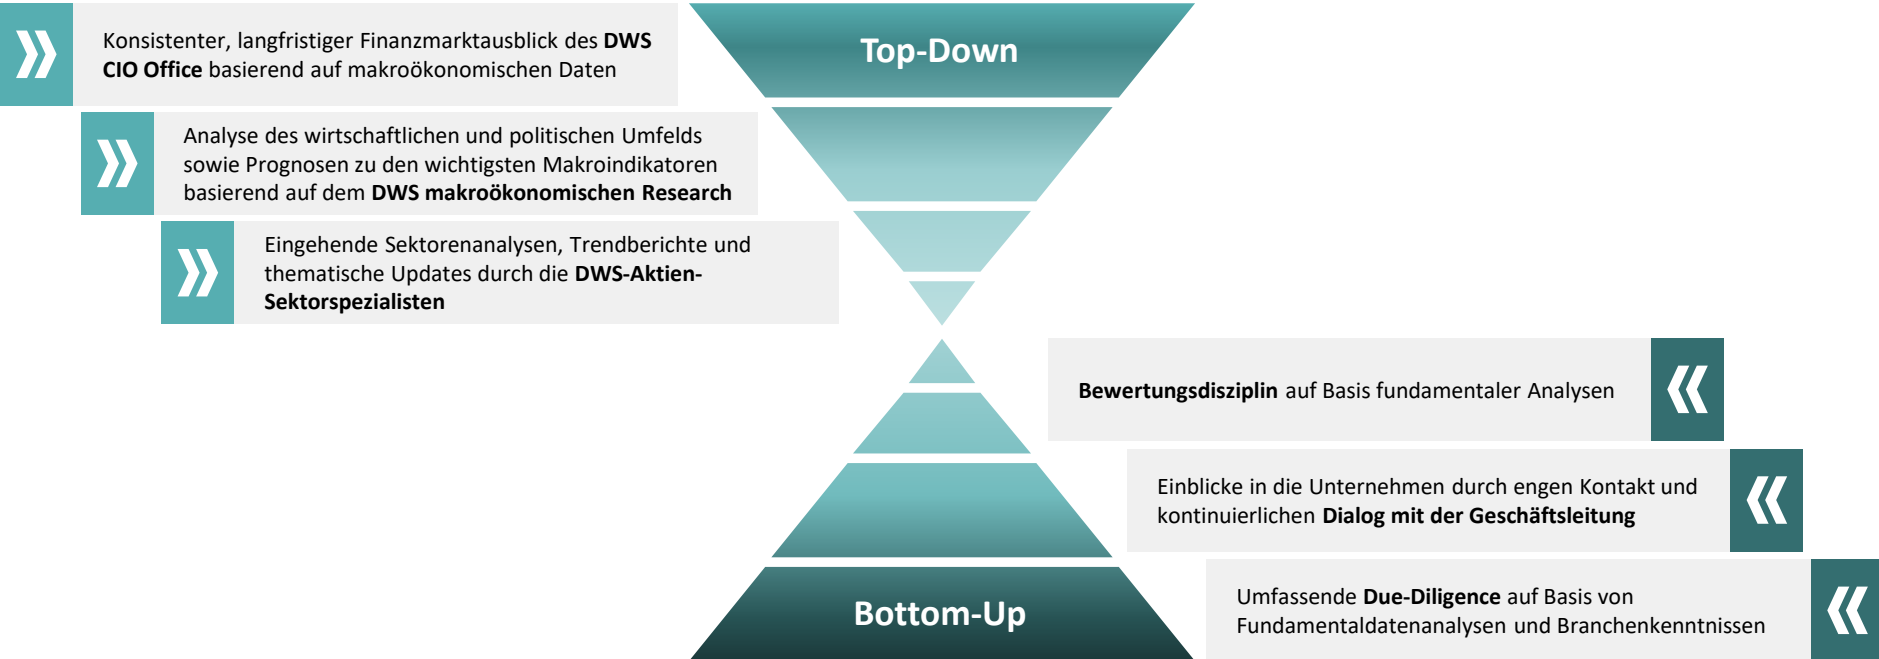 Konsistenter, langfristiger Finanzmarktausblick des DWS
CIO Office basierend auf makroökonomischen Daten
Top-Down
Analyse des wirtschaftlichen und politischen Umfelds
sowie Prognosen zu den wichtigsten Makroindikatoren
basierend auf dem DWS makroökonomischen Research
Eingehende Sektorenanalysen, Trendberichte und
thematische Updates durch die DWS-Aktien-
Sektorspezialisten
Bewertungsdisziplin auf Basis fundamentaler Analysen
Einblicke in die Unternehmen durch engen Kontakt und
kontinuierlichen Dialog mit der Geschäftsleitung
Bottom-Up
Umfassende Due-Diligence auf Basis von
Fundamentaldatenanalysen und Branchenkenntnissen